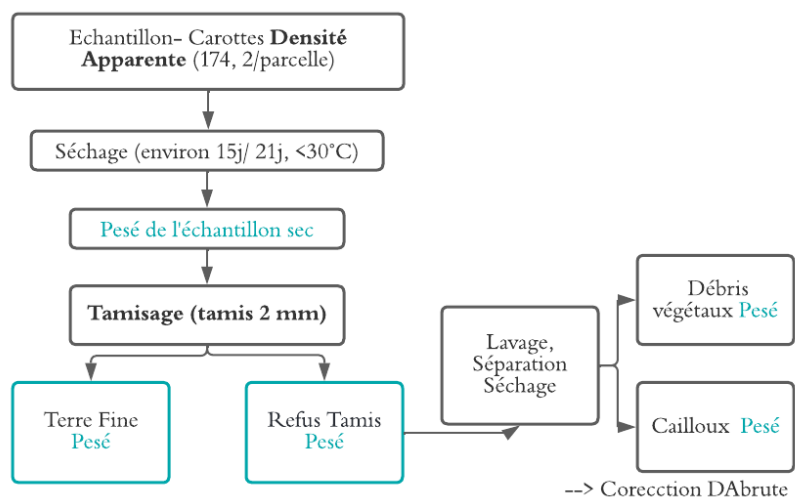 Echantillon- Carottes Densité
Apparente (174, 2/parcelle)
Séchage (environ 15j/ 21j, <30°C)
Pesé de l'échantillon sec
Tamisage (tamis 2 mm)
Terre Fine
Pesé
Refus Tamis
Pesé
Lavage,
Séparation
Séchage
Débris
végétaux Pesé
Cailloux Pesé
--> Corecction DAbrute